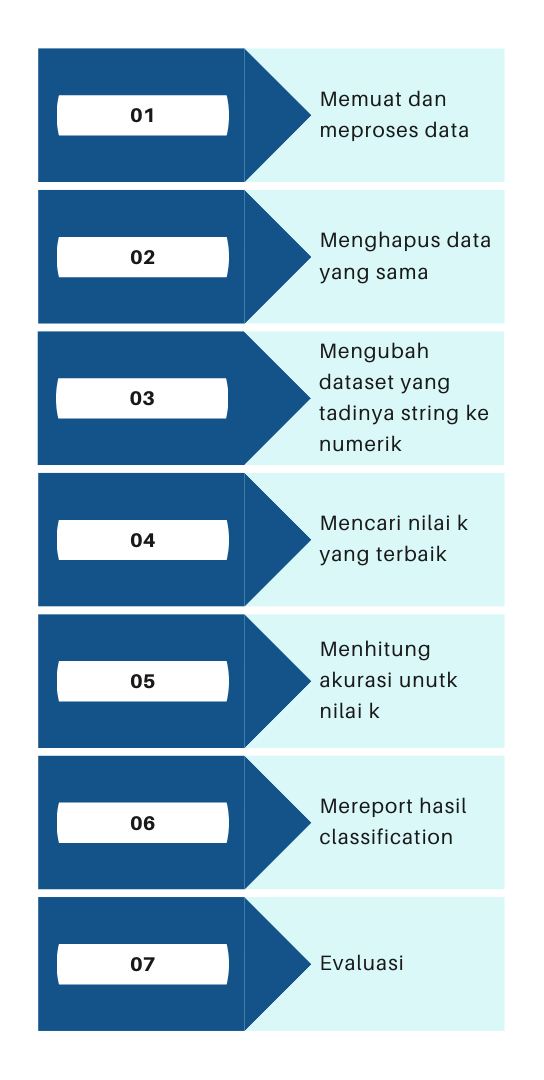 01
Memuat dan
meproses data
02
Menghapus data
yang sama
03
Mengubah
dataset yang
tadinya string ke
numerik
04
Mencari nilai k
yang terbaik
05
Menhitung
akurasi unutk
nilai k
06
Mereport hasil
classification
07
Evaluasi